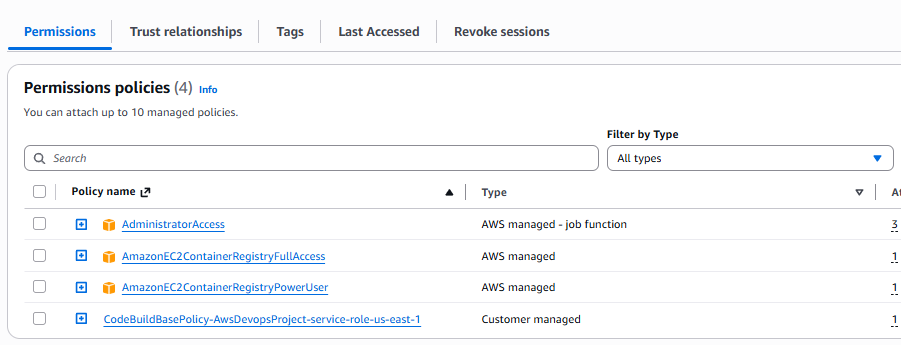 Permissions Trust relationships Tags Last Accessed Revoke sessions
Permissions policies (4) Info
You can attach up to 10 managed policies.
Filter by Type
Search All types
Policy name Type
AdministratorAccess AWS managed - job function 3
AmazonEC2ContainerRegistryFullAccess AWS managed 1
AmazonEC2ContainerRegistryPowerUser AWS managed 1
CodeBuildBasePolicy-AwsDevopsProject-service-role-us-east-1 Customer managed 1